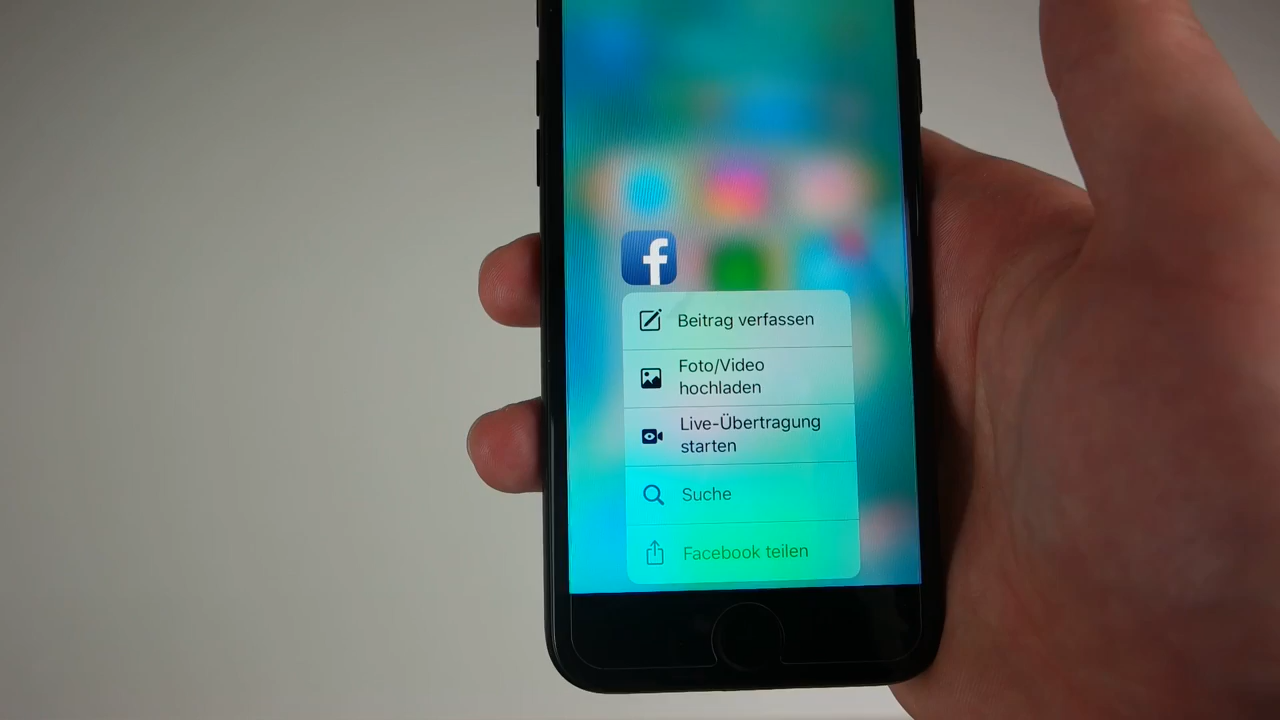 f
Beitrag verfassen
Foto/Video
hochladen
Live-Übertragung
starten
Suche
Facebook teilen